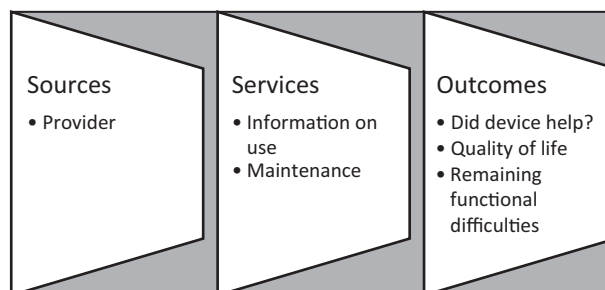 Sources
• Provider
Services
• Information on
use
• Maintenance
Outcomes
• Did device help?
• Quality of life
• Remaining
functional
difficulties